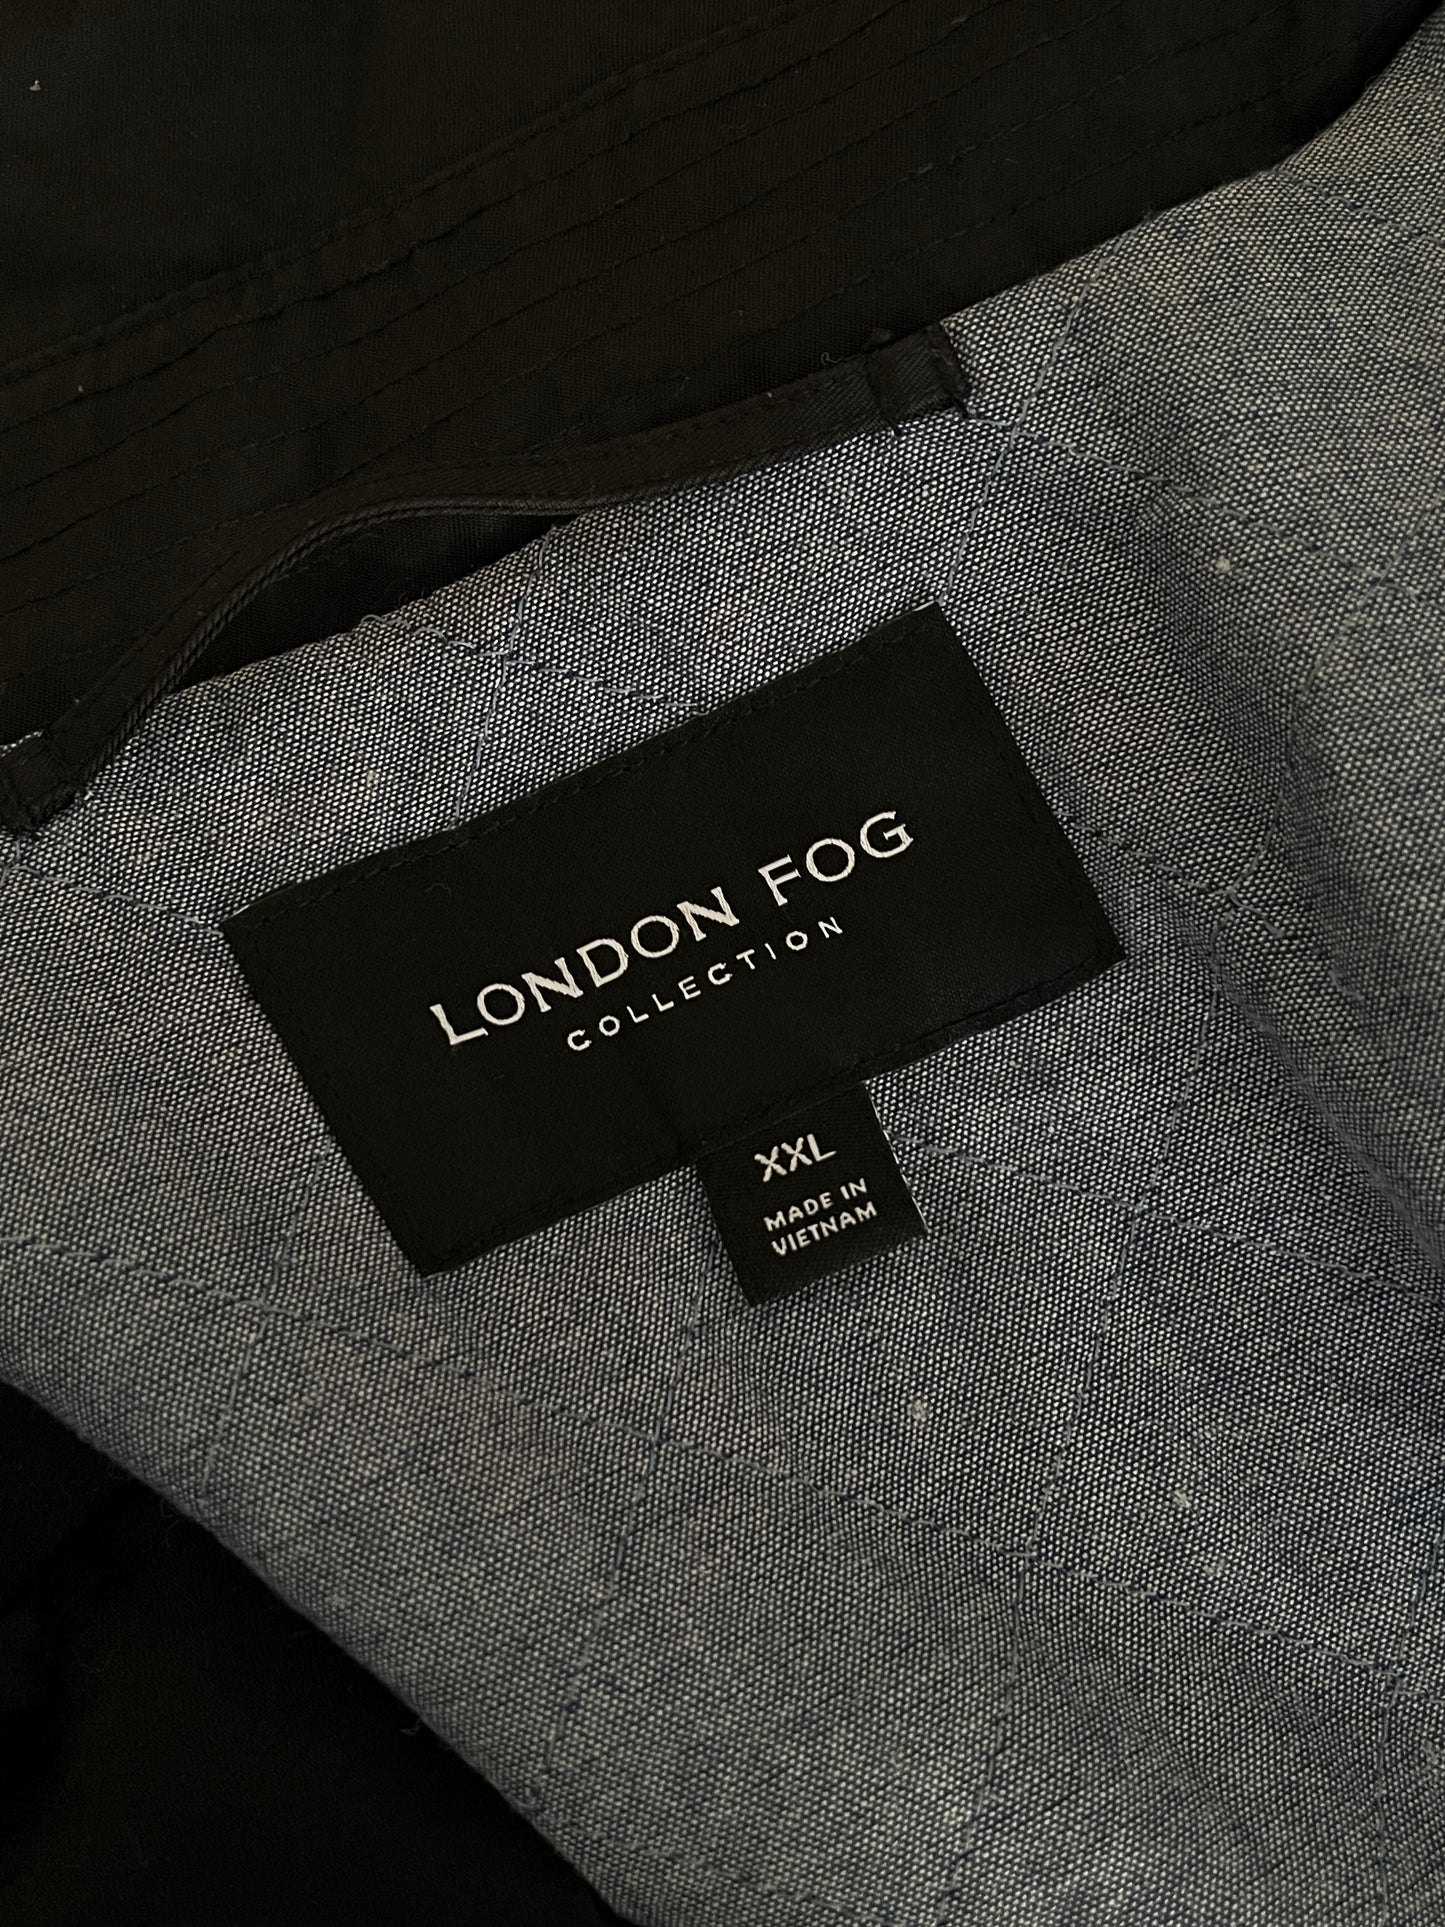 LONDON FOG
COLLECTION
XXL
MADE IN
VIETNAM